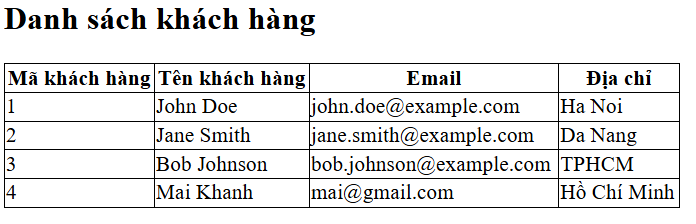 Danh sách khách hàng
Mã khách hàng Tên khách hàng Email Địa chỉ
1 John Doe john.doe@example.com Ha Noi
2 Jane Smith jane.smith@example.com Da Nang
3 Bob Johnson bob.johnson@example.com TPHCM
4 Mai Khanh mai@gmail.com Hồ Chí Minh